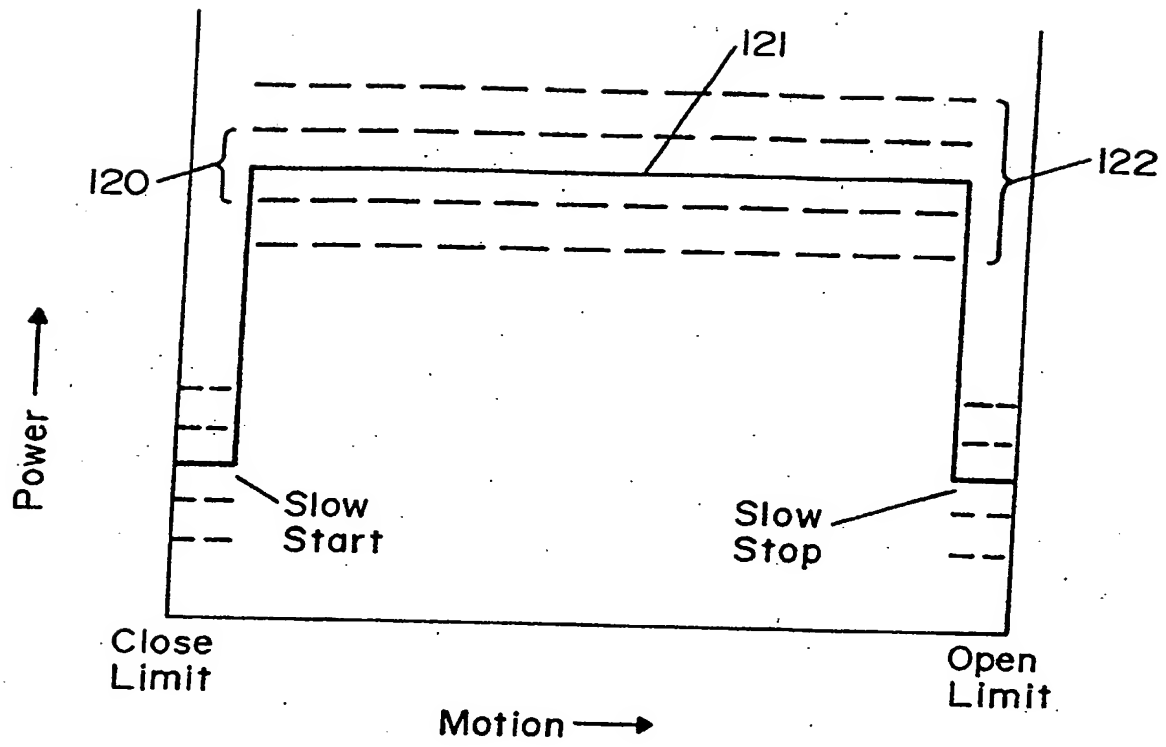 121
120
122
Power
Slow
Start
Slow
Stop
Close
Limit
Open
Limit
Motion